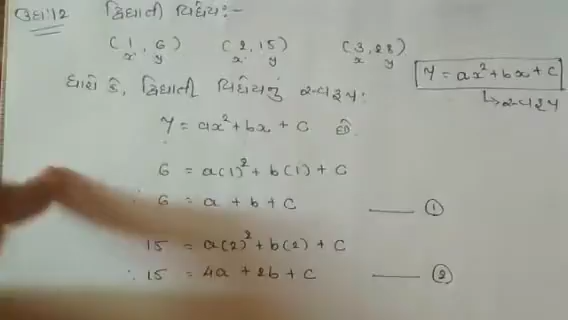 ઉદા:12 દ્વિઘાતી વિધેય:-
(1, 6) (2, 15) (3, 28)
x y x y x y
y = ax² + bx + c
↳ સ્વરૂપ
ધારો કે, દ્વિઘાતી વિધેયનું સ્વરૂપ:
y = ax² + bx + c છે.
6 = a(1)² + b(1) + c
∴ 6 = a + b + c —— ①
15 = a(2)² + b(2) + c
∴ 15 = 4a + 2b + c —— ②